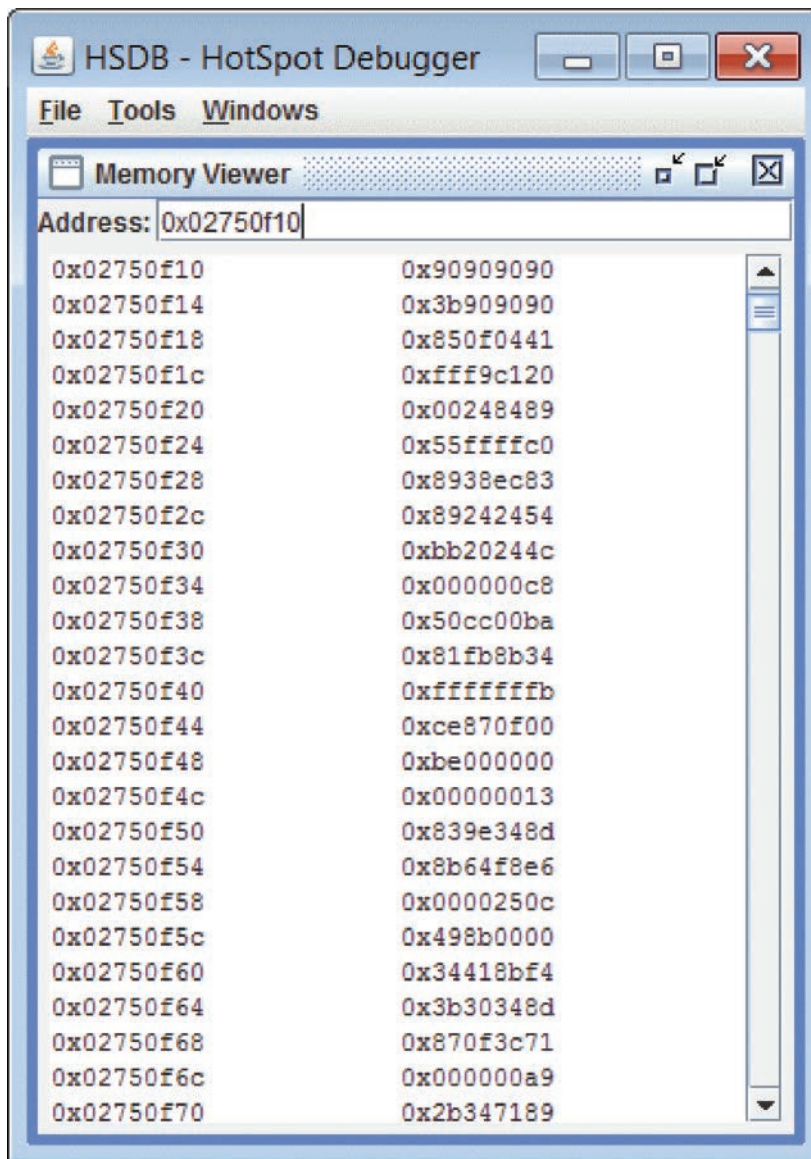 HSDB - HotSpot Debugger
File Tools Windows
Memory Viewer
Address: 0x02750f10
0x02750f10 0x90909090
0x02750f14 0x3b909090
0x02750f18 0x850f0441
0x02750f1c 0xfff9c120
0x02750f20 0x00248489
0x02750f24 0x55ffffc0
0x02750f28 0x8938ec83
0x02750f2c 0x89242454
0x02750f30 0xbb20244c
0x02750f34 0x000000c8
0x02750f38 0x50cc00ba
0x02750f3c 0x81fb8b34
0x02750f40 0xfffffffb
0x02750f44 0xce870f00
0x02750f48 0xbe000000
0x02750f4c 0x00000013
0x02750f50 0x839e348d
0x02750f54 0x8b64f8e6
0x02750f58 0x0000250c
0x02750f5c 0x498b0000
0x02750f60 0x34418bf4
0x02750f64 0x3b30348d
0x02750f68 0x870f3c71
0x02750f6c 0x000000a9
0x02750f70 0x2b347189